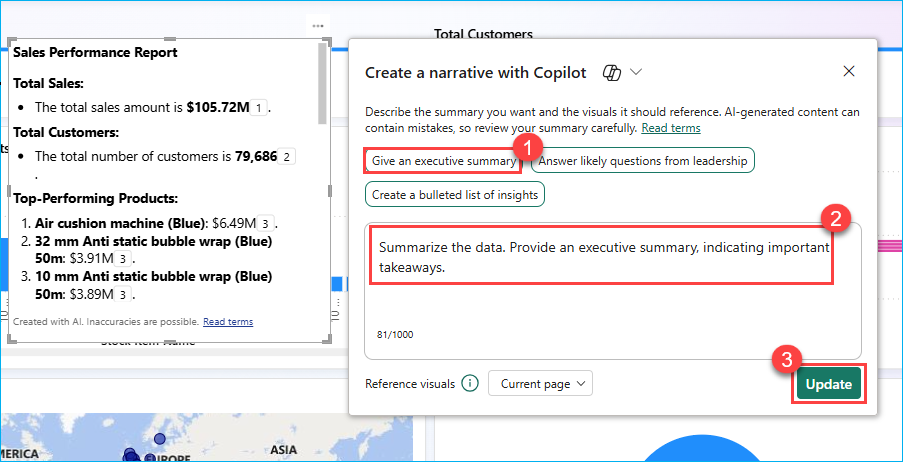 Total Customers
Sales Performance Report
Total Sales:
The total sales amount is $105.72M 1 .
Total Customers:
The total number of customers is 79,686 2
.
Top-Performing Products:
1. Air cushion machine (Blue): $6.49M 3 .
2. 32 mm Anti static bubble wrap (Blue)
50m: $3.91M 3 .
3. 10 mm Anti static bubble wrap (Blue)
50m: $3.89M 3 .
Created with AI. Inaccuracies are possible. Read terms
Stock Item Name
EUROPE
ASIA
Create a narrative with Copilot
Describe the summary you want and the visuals it should reference. AI-generated content can
contain mistakes, so review your summary carefully. Read terms
1
Give an executive summary
Answer likely questions from leadership
Create a bulleted list of insights
2
Summarize the data. Provide an executive summary, indicating important
takeaways.
81/1000
3
Reference visuals
Current page
Update